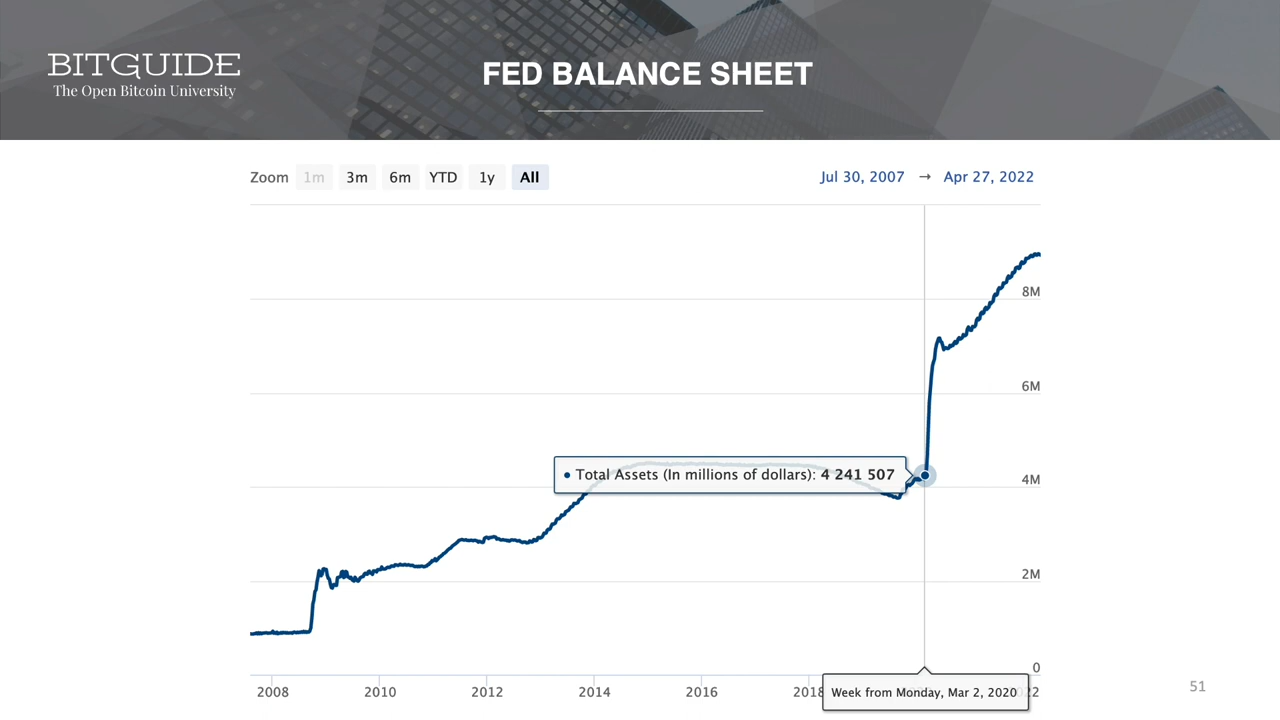 BITGUIDE
The Open Bitcoin University
FED BALANCE SHEET
Zoom 1m 3m 6m YTD 1y All
Jul 30, 2007 → Apr 27, 2022
8M
6M
Total Assets (In millions of dollars): 4 241 507
4M
2M
0
2008 2010 2012 2014 2016 2018 22
Week from Monday, Mar 2, 2020
51